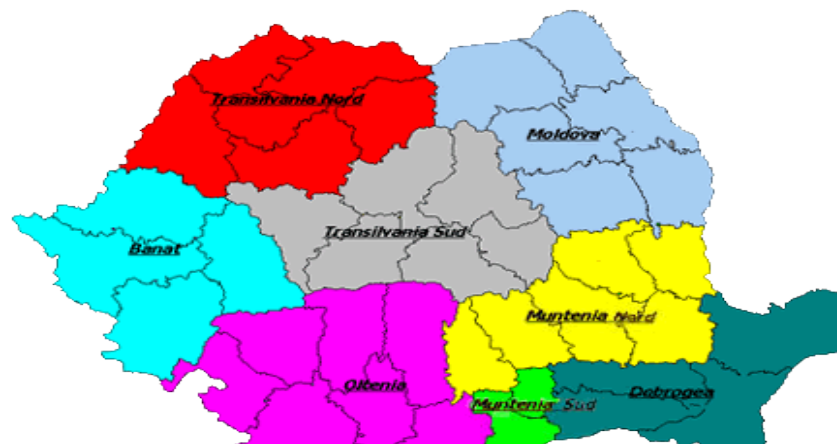 Transilvania Nord
Moldova
Transilvania Sud
Banat
Muntenia Nord
Oltenia
Dobrogea
Muntenia Sud